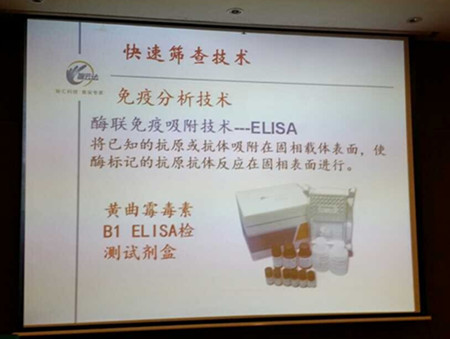 快速筛查技术
免疫分析技术
酶联免疫吸附技术---ELISA
将已知的抗原或抗体吸附在固相载体表面，使
酶标记的抗原抗体反应在固相表面进行。
黄曲霉毒素
B1 ELISA检
测试剂盒